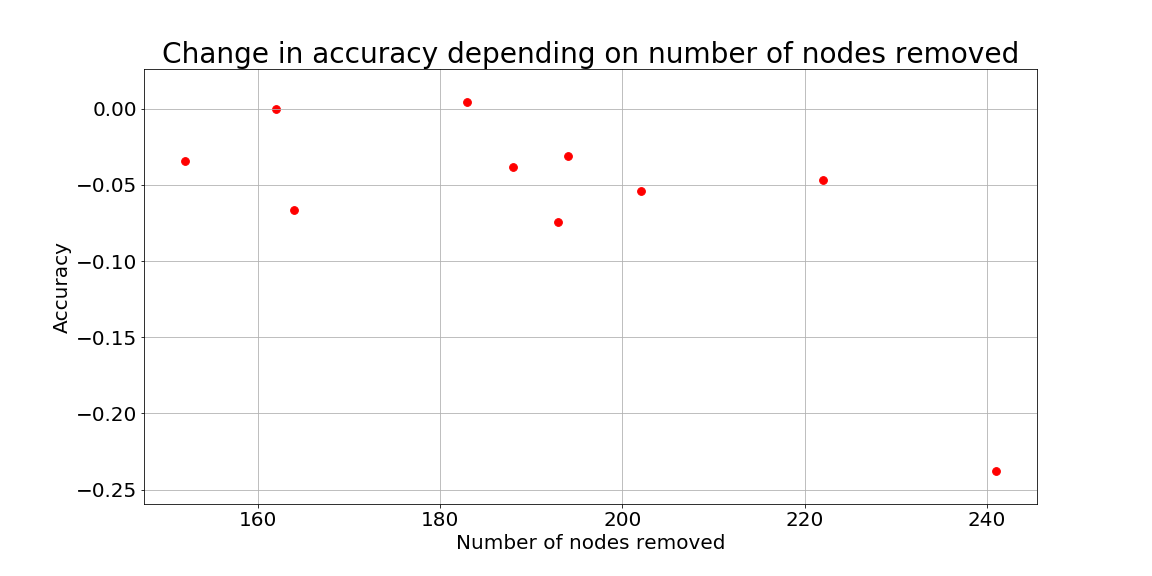 Change in accuracy depending on number of nodes removed
0.00
−0.05
−0.10
−0.15
−0.20
−0.25
Accuracy
160 180 200 220 240
Number of nodes removed